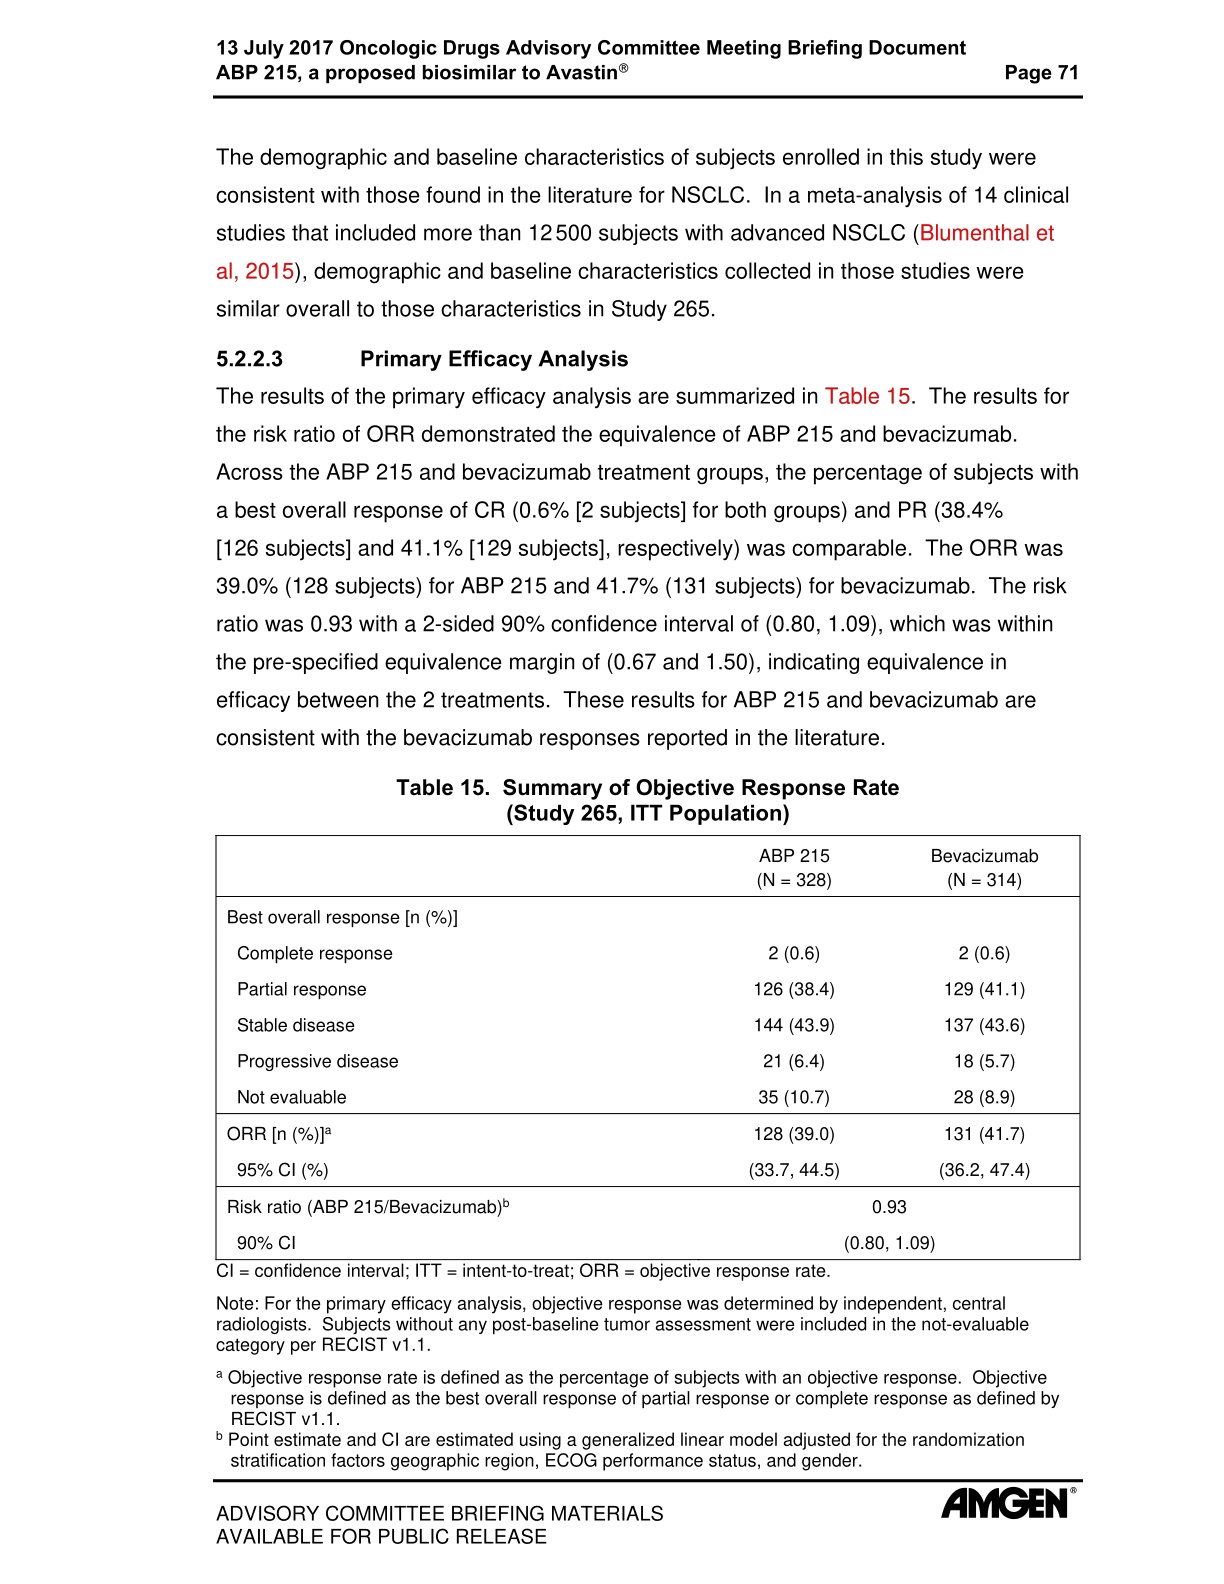 13 July 2017 Oncologic Drugs Advisory Committee Meeting Briefing Document
ABP 215, a proposed biosimilar to Avastin® Page 71
The demographic and baseline characteristics of subjects enrolled in this study were
consistent with those found in the literature for NSCLC. In a meta-analysis of 14 clinical
studies that included more than 12 500 subjects with advanced NSCLC (Blumenthal et
al, 2015), demographic and baseline characteristics collected in those studies were
similar overall to those characteristics in Study 265.
5.2.2.3 Primary Efficacy Analysis
The results of the primary efficacy analysis are summarized in Table 15. The results for
the risk ratio of ORR demonstrated the equivalence of ABP 215 and bevacizumab.
Across the ABP 215 and bevacizumab treatment groups, the percentage of subjects with
a best overall response of CR (0.6% [2 subjects] for both groups) and PR (38.4%
[126 subjects] and 41.1% [129 subjects], respectively) was comparable. The ORR was
39.0% (128 subjects) for ABP 215 and 41.7% (131 subjects) for bevacizumab. The risk
ratio was 0.93 with a 2-sided 90% confidence interval of (0.80, 1.09), which was within
the pre-specified equivalence margin of (0.67 and 1.50), indicating equivalence in
efficacy between the 2 treatments. These results for ABP 215 and bevacizumab are
consistent with the bevacizumab responses reported in the literature.
Table 15. Summary of Objective Response Rate
(Study 265, ITT Population)
ABP 215 Bevacizumab
(N = 328) (N = 314)
Best overall response [n (%)]
Complete response 2 (0.6) 2 (0.6)
Partial response 126 (38.4) 129 (41.1)
Stable disease 144 (43.9) 137 (43.6)
Progressive disease 21 (6.4) 18 (5.7)
Not evaluable 35 (10.7) 28 (8.9)
ORR [n (%)]ᵃ 128 (39.0) 131 (41.7)
95% CI (%) (33.7, 44.5) (36.2, 47.4)
Risk ratio (ABP 215/Bevacizumab)ᵇ 0.93
90% CI (0.80, 1.09)
CI = confidence interval; ITT = intent-to-treat; ORR = objective response rate.
Note: For the primary efficacy analysis, objective response was determined by independent, central
radiologists. Subjects without any post-baseline tumor assessment were included in the not-evaluable
category per RECIST v1.1.
ᵃ Objective response rate is defined as the percentage of subjects with an objective response. Objective
response is defined as the best overall response of partial response or complete response as defined by
RECIST v1.1.
ᵇ Point estimate and CI are estimated using a generalized linear model adjusted for the randomization
stratification factors geographic region, ECOG performance status, and gender.
ADVISORY COMMITTEE BRIEFING MATERIALS
AVAILABLE FOR PUBLIC RELEASE
AMGEN®